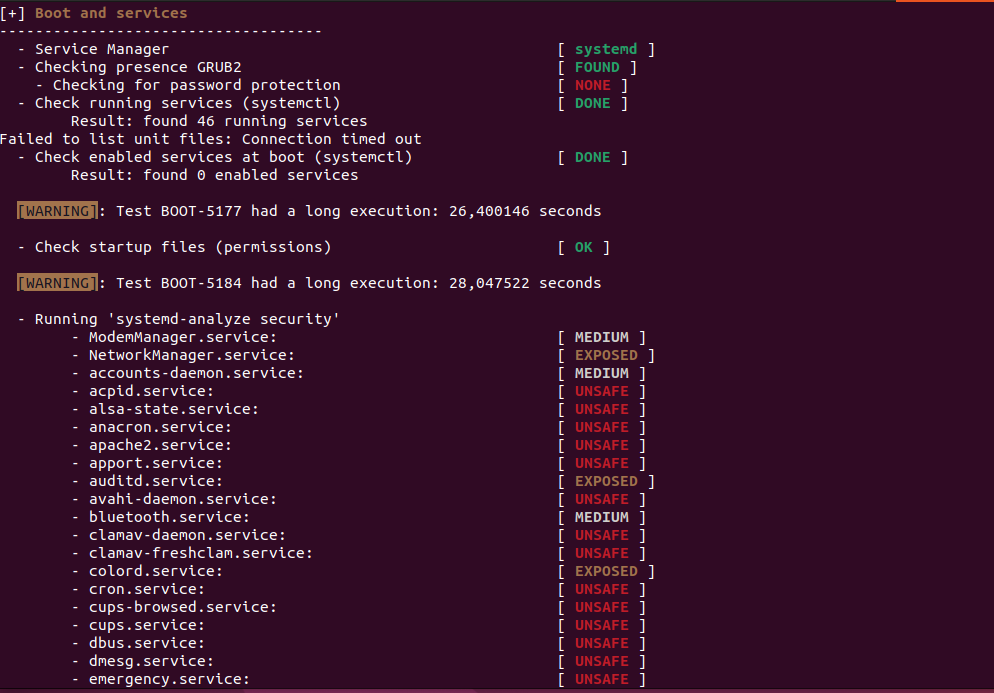 [+] Boot and services
------------------------------------
- Service Manager [ systemd ]
- Checking presence GRUB2 [ FOUND ]
- Checking for password protection [ NONE ]
- Check running services (systemctl) [ DONE ]
Result: found 46 running services
Failed to list unit files: Connection timed out
- Check enabled services at boot (systemctl) [ DONE ]
Result: found 0 enabled services
[WARNING]: Test BOOT-5177 had a long execution: 26,400146 seconds
- Check startup files (permissions) [ OK ]
[WARNING]: Test BOOT-5184 had a long execution: 28,047522 seconds
- Running 'systemd-analyze security'
- ModemManager.service: [ MEDIUM ]
- NetworkManager.service: [ EXPOSED ]
- accounts-daemon.service: [ MEDIUM ]
- acpid.service: [ UNSAFE ]
- alsa-state.service: [ UNSAFE ]
- anacron.service: [ UNSAFE ]
- apache2.service: [ UNSAFE ]
- apport.service: [ UNSAFE ]
- auditd.service: [ EXPOSED ]
- avahi-daemon.service: [ UNSAFE ]
- bluetooth.service: [ MEDIUM ]
- clamav-daemon.service: [ UNSAFE ]
- clamav-freshclam.service: [ UNSAFE ]
- colord.service: [ EXPOSED ]
- cron.service: [ UNSAFE ]
- cups-browsed.service: [ UNSAFE ]
- cups.service: [ UNSAFE ]
- dbus.service: [ UNSAFE ]
- dmesg.service: [ UNSAFE ]
- emergency.service: [ UNSAFE ]